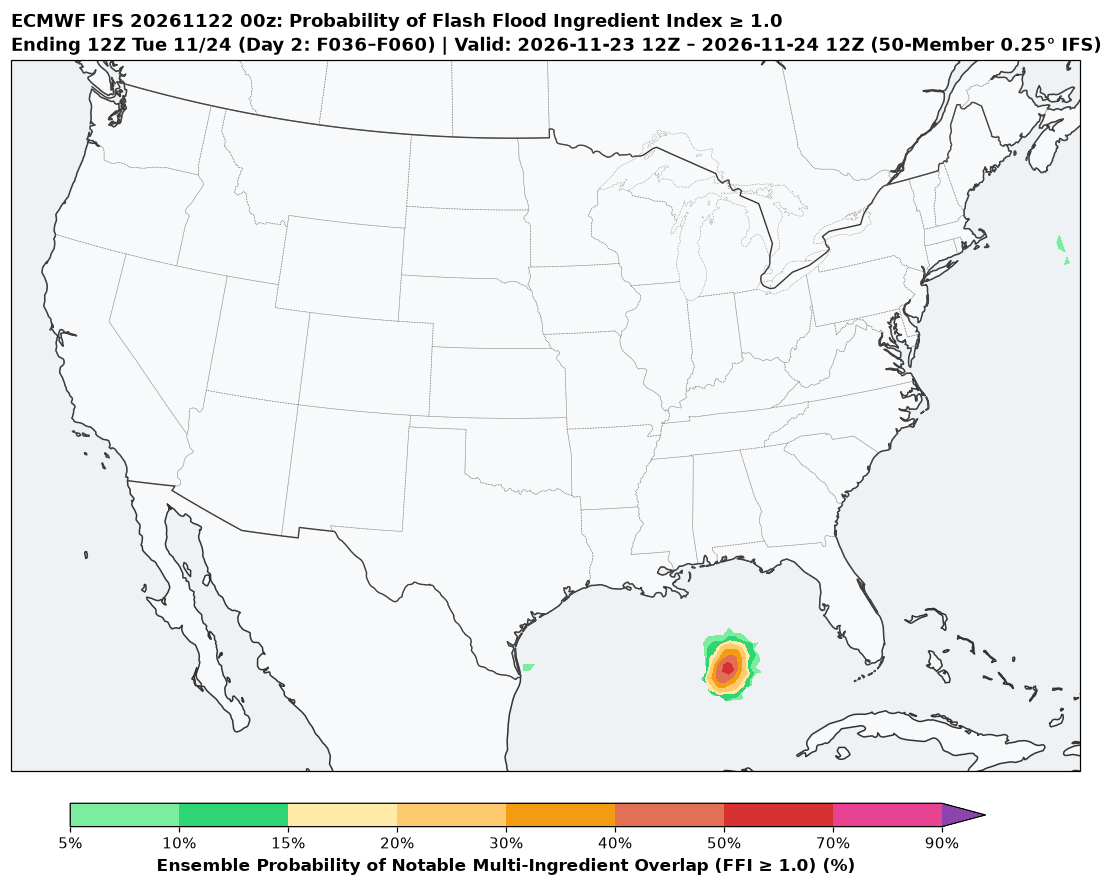 ECMWF IFS 20261122 00z: Probability of Flash Flood Ingredient Index ≥ 1.0
Ending 12Z Tue 11/24 (Day 2: F036–F060) | Valid: 2026-11-23 12Z – 2026-11-24 12Z (50-Member 0.25° IFS)
5% 10% 15% 20% 30% 40% 50% 70% 90%
Ensemble Probability of Notable Multi-Ingredient Overlap (FFI ≥ 1.0) (%)